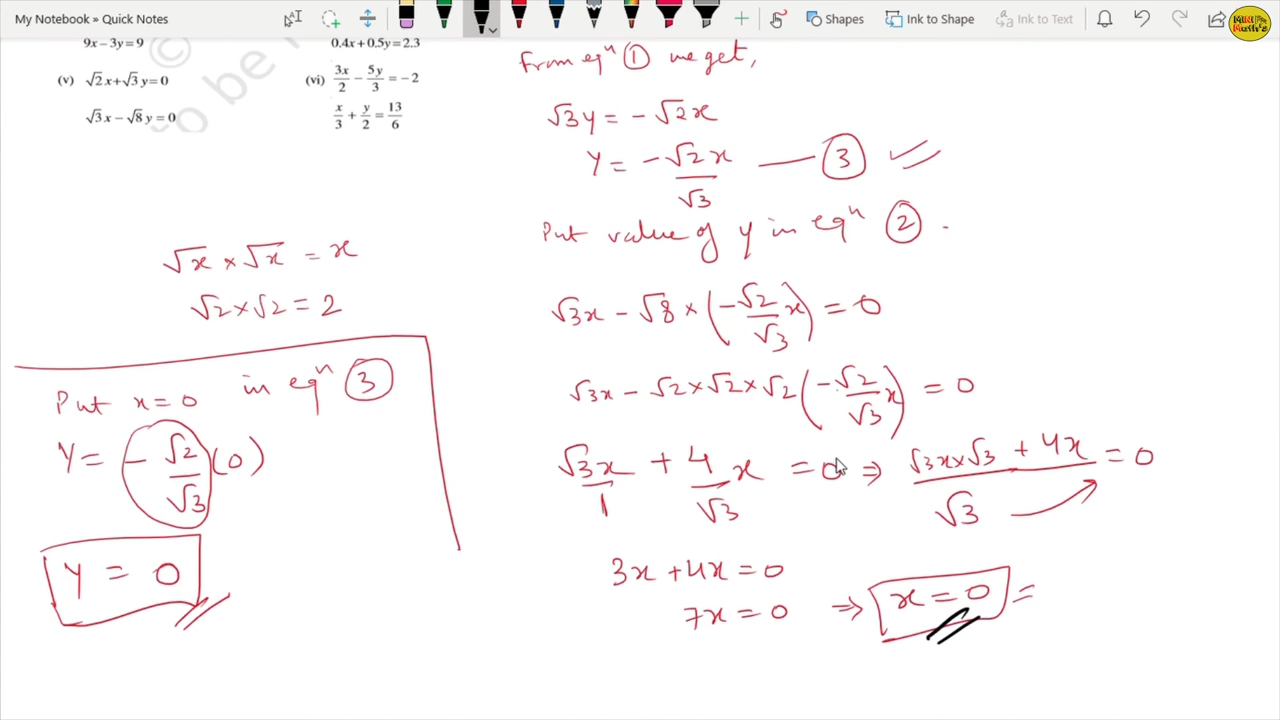 My Notebook » Quick Notes
Shapes
Ink to Shape
Ink to Text
9x − 3y = 9
0.4x + 0.5y = 2.3
(v) √2x + √3y = 0
(vi) 3x/2 − 5y/3 = −2
√3x − √8y = 0
x/3 + y/2 = 13/6
©
to be
√x × √x = x
√2 × √2 = 2
Put x = 0 in eqⁿ ③
Y = −√2/√3 (0)
Y = 0
From eqⁿ ① we get,
√3y = −√2x
Y = −√2x/√3 — ③
Put value of y in eqⁿ ② .
√3x − √8 × (−√2/√3 x) = 0
√3x − √2 × √2 × √2 (−√2/√3 x) = 0
√3x/1 + 4/√3 x = 0 ⇒ √3x × √3 + 4x/√3 = 0
3x + 4x = 0
7x = 0 ⇒ x = 0 =